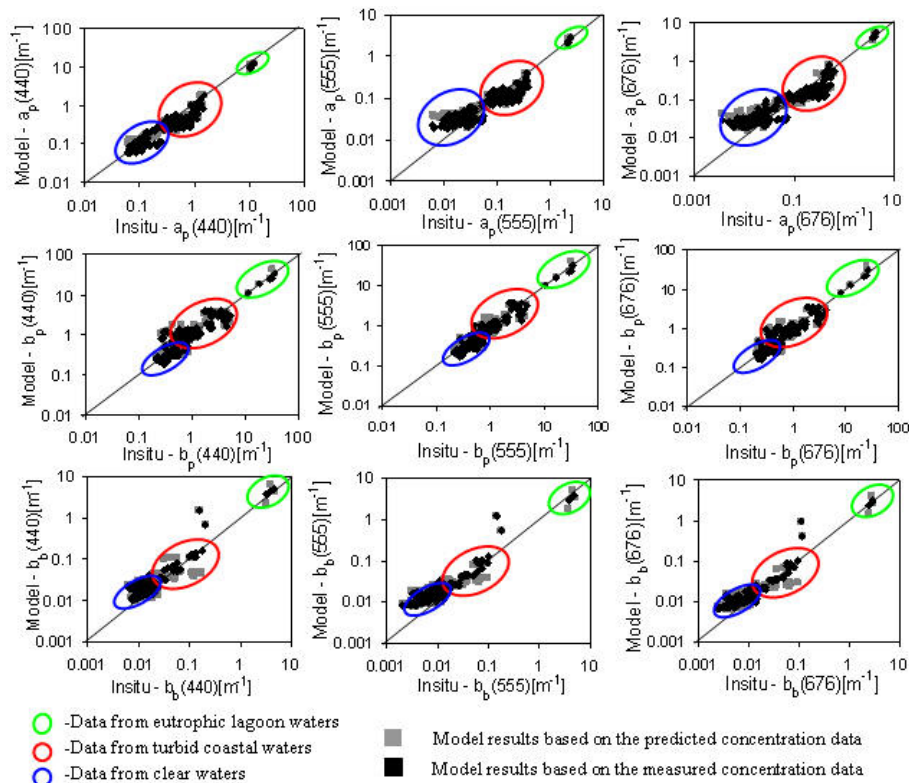 Model - a_p(440)[m⁻¹]
100
10
1
0.1
0.01
0.01 0.1 1 10 100
Insitu - a_p(440)[m⁻¹]
Model - a_p(555)[m⁻¹]
10
1
0.1
0.01
0.001
0.001 0.01 0.1 1 10
Insitu - a_p(555)[m⁻¹]
Model - a_p(676)[m⁻¹]
10
1
0.1
0.01
0.001
0.001 0.1 10
Insitu - a_p(676)[m⁻¹]
Model - b_p(440)[m⁻¹]
100
10
1
0.1
0.01
0.01 0.1 1 10 100
Insitu - b_p(440)[m⁻¹]
Model - b_p(555)[m⁻¹]
100
10
1
0.1
0.01
0.01 0.1 1 10 100
Insitu - b_p(555)[m⁻¹]
Model - b_p(676)[m⁻¹]
100
10
1
0.1
0.01
0.01 0.1 1 10 100
Insitu - b_p(676)[m⁻¹]
Model - b_b(440)[m⁻¹]
10
1
0.1
0.01
0.001
0.001 0.01 0.1 1 10
Insitu - b_b(440)[m⁻¹]
Model - b_b(555)[m⁻¹]
10
1
0.1
0.01
0.001
0.001 0.01 0.1 1 10
Insitu - b_b(555)[m⁻¹]
Model - b_b(676)[m⁻¹]
10
1
0.1
0.01
0.001
0.001 0.01 0.1 1 10
Insitu - b_b(676)[m⁻¹]
-Data from eutrophic lagoon waters
-Data from turbid coastal waters
-Data from clear waters
Model results based on the predicted concentration data
Model results based on the measured concentration data